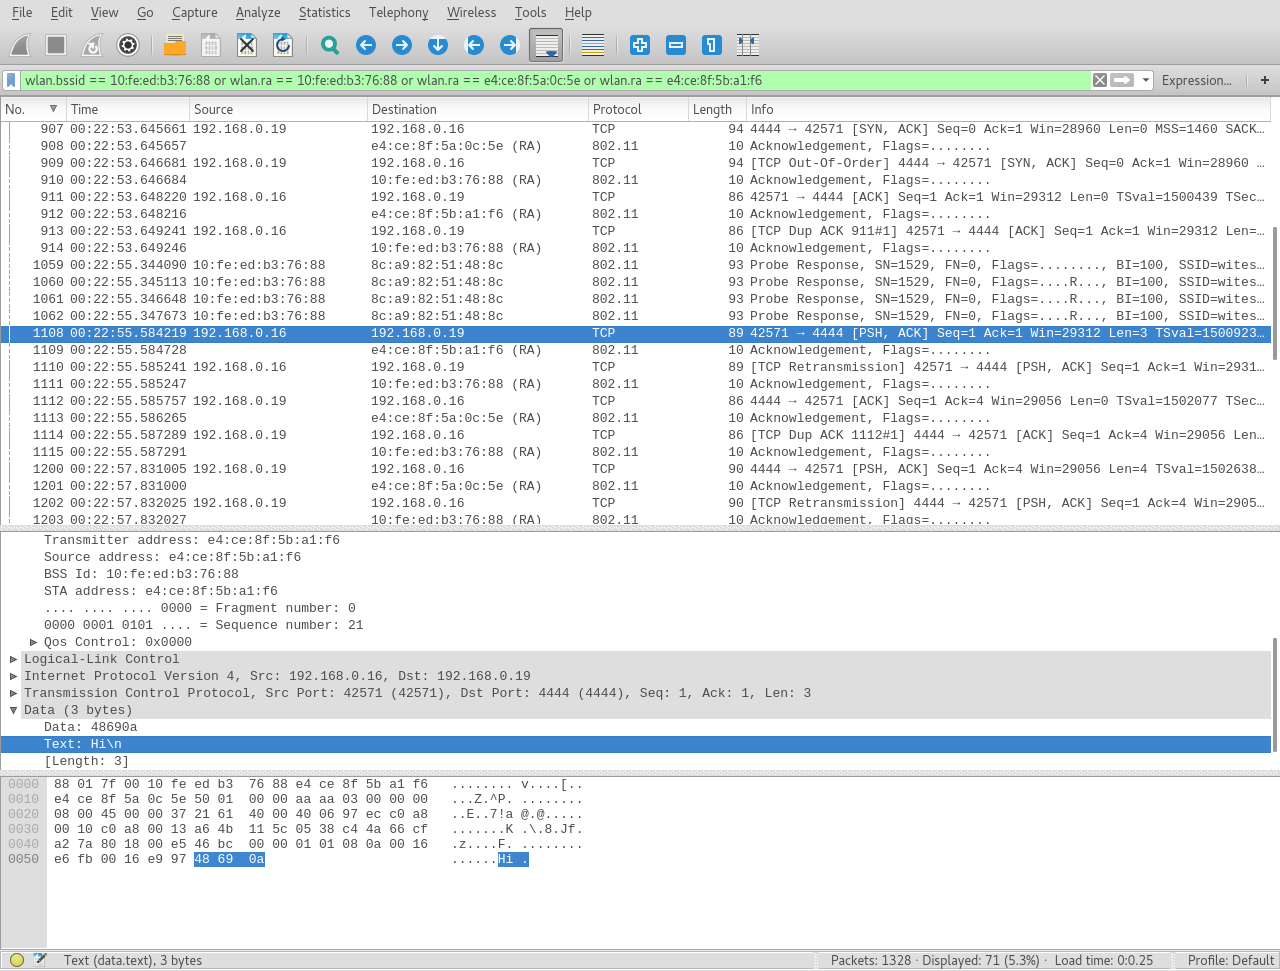 File Edit View Go Capture Analyze Statistics Telephony Wireless Tools Help
wlan.bssid == 10:fe:ed:b3:76:88 or wlan.ra == 10:fe:ed:b3:76:88 or wlan.ra == e4:ce:8f:5a:0c:5e or wlan.ra == e4:ce:8f:5b:a1:f6 Expression... +
No. Time Source Destination Protocol Length Info
907 00:22:53.645661 192.168.0.19 192.168.0.16 TCP 94 4444 → 42571 [SYN, ACK] Seq=0 Ack=1 Win=28960 Len=0 MSS=1460 SACK…
908 00:22:53.645657 e4:ce:8f:5a:0c:5e (RA) 802.11 10 Acknowledgement, Flags=........
909 00:22:53.646681 192.168.0.19 192.168.0.16 TCP 94 [TCP Out-Of-Order] 4444 → 42571 [SYN, ACK] Seq=0 Ack=1 Win=28960 …
910 00:22:53.646684 10:fe:ed:b3:76:88 (RA) 802.11 10 Acknowledgement, Flags=........
911 00:22:53.648220 192.168.0.16 192.168.0.19 TCP 86 42571 → 4444 [ACK] Seq=1 Ack=1 Win=29312 Len=0 TSval=1500439 TSec…
912 00:22:53.648216 e4:ce:8f:5b:a1:f6 (RA) 802.11 10 Acknowledgement, Flags=........
913 00:22:53.649241 192.168.0.16 192.168.0.19 TCP 86 [TCP Dup ACK 911#1] 42571 → 4444 [ACK] Seq=1 Ack=1 Win=29312 Len=…
914 00:22:53.649246 10:fe:ed:b3:76:88 (RA) 802.11 10 Acknowledgement, Flags=........
1059 00:22:55.344090 10:fe:ed:b3:76:88 8c:a9:82:51:48:8c 802.11 93 Probe Response, SN=1529, FN=0, Flags=........, BI=100, SSID=wites…
1060 00:22:55.345113 10:fe:ed:b3:76:88 8c:a9:82:51:48:8c 802.11 93 Probe Response, SN=1529, FN=0, Flags=....R..., BI=100, SSID=wites…
1061 00:22:55.346648 10:fe:ed:b3:76:88 8c:a9:82:51:48:8c 802.11 93 Probe Response, SN=1529, FN=0, Flags=....R..., BI=100, SSID=wites…
1062 00:22:55.347673 10:fe:ed:b3:76:88 8c:a9:82:51:48:8c 802.11 93 Probe Response, SN=1529, FN=0, Flags=....R..., BI=100, SSID=wites…
1108 00:22:55.584219 192.168.0.16 192.168.0.19 TCP 89 42571 → 4444 [PSH, ACK] Seq=1 Ack=1 Win=29312 Len=3 TSval=1500923…
1109 00:22:55.584728 e4:ce:8f:5b:a1:f6 (RA) 802.11 10 Acknowledgement, Flags=........
1110 00:22:55.585241 192.168.0.16 192.168.0.19 TCP 89 [TCP Retransmission] 42571 → 4444 [PSH, ACK] Seq=1 Ack=1 Win=2931…
1111 00:22:55.585247 10:fe:ed:b3:76:88 (RA) 802.11 10 Acknowledgement, Flags=........
1112 00:22:55.585757 192.168.0.19 192.168.0.16 TCP 86 4444 → 42571 [ACK] Seq=1 Ack=4 Win=29056 Len=0 TSval=1502077 TSec…
1113 00:22:55.586265 e4:ce:8f:5a:0c:5e (RA) 802.11 10 Acknowledgement, Flags=........
1114 00:22:55.587289 192.168.0.19 192.168.0.16 TCP 86 [TCP Dup ACK 1112#1] 4444 → 42571 [ACK] Seq=1 Ack=4 Win=29056 Len…
1115 00:22:55.587291 10:fe:ed:b3:76:88 (RA) 802.11 10 Acknowledgement, Flags=........
1200 00:22:57.831005 192.168.0.19 192.168.0.16 TCP 90 4444 → 42571 [PSH, ACK] Seq=1 Ack=4 Win=29056 Len=4 TSval=1502638…
1201 00:22:57.831000 e4:ce:8f:5a:0c:5e (RA) 802.11 10 Acknowledgement, Flags=........
1202 00:22:57.832025 192.168.0.19 192.168.0.16 TCP 90 [TCP Retransmission] 4444 → 42571 [PSH, ACK] Seq=1 Ack=4 Win=2905…
1203 00:22:57.832027 10:fe:ed:b3:76:88 (RA) 802.11 10 Acknowledgement, Flags=........
Transmitter address: e4:ce:8f:5b:a1:f6
Source address: e4:ce:8f:5b:a1:f6
BSS Id: 10:fe:ed:b3:76:88
STA address: e4:ce:8f:5b:a1:f6
.... .... .... 0000 = Fragment number: 0
0000 0001 0101 .... = Sequence number: 21
Qos Control: 0x0000
Logical-Link Control
Internet Protocol Version 4, Src: 192.168.0.16, Dst: 192.168.0.19
Transmission Control Protocol, Src Port: 42571 (42571), Dst Port: 4444 (4444), Seq: 1, Ack: 1, Len: 3
Data (3 bytes)
Data: 48690a
Text: Hi\n
[Length: 3]
0000 88 01 7f 00 10 fe ed b3 76 88 e4 ce 8f 5b a1 f6 ........ v....[..
0010 e4 ce 8f 5a 0c 5e 50 01 00 00 aa aa 03 00 00 00 ...Z.^P. ........
0020 08 00 45 00 00 37 21 61 40 00 40 06 97 ec c0 a8 ..E..7!a @.@.....
0030 00 10 c0 a8 00 13 a6 4b 11 5c 05 38 c4 4a 66 cf .......K .\.8.Jf.
0040 a2 7a 80 18 00 e5 46 bc 00 00 01 01 08 0a 00 16 .z....F. ........
0050 e6 fb 00 16 e9 97 48 69 0a ......Hi .
Text (data.text), 3 bytes Packets: 1328 · Displayed: 71 (5.3%) · Load time: 0:0.25 Profile: Default